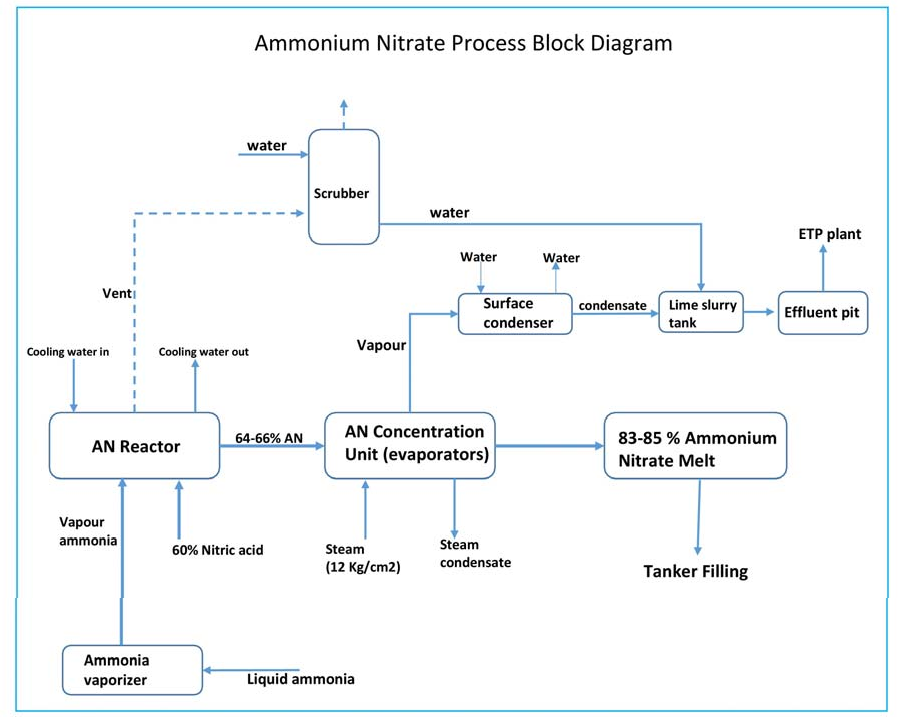 Ammonium Nitrate Process Block Diagram
water
Scrubber
water
ETP plant
Water
Water
Vent
Surface
condenser
condensate
Lime slurry
tank
Effluent pit
Vapour
Cooling water in
Cooling water out
AN Reactor
64-66% AN
AN Concentration
Unit (evaporators)
83-85 % Ammonium
Nitrate Melt
Vapour
ammonia
60% Nitric acid
Steam
(12 Kg/cm2)
Steam
condensate
Tanker Filling
Ammonia
vaporizer
Liquid ammonia